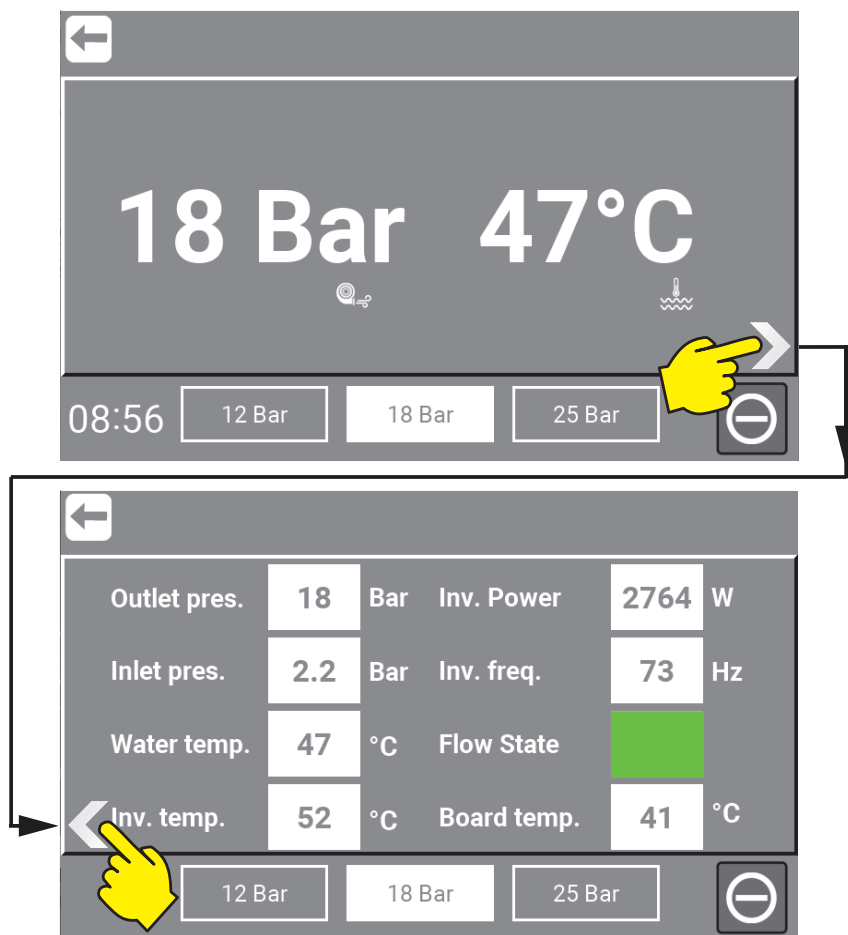 18 Bar 47°C
08:56 12 Bar 18 Bar 25 Bar
Outlet pres. 18 Bar Inv. Power 2764 W
Inlet pres. 2.2 Bar Inv. freq. 73 Hz
Water temp. 47 °C Flow State
Inv. temp. 52 °C Board temp. 41 °C
12 Bar 18 Bar 25 Bar